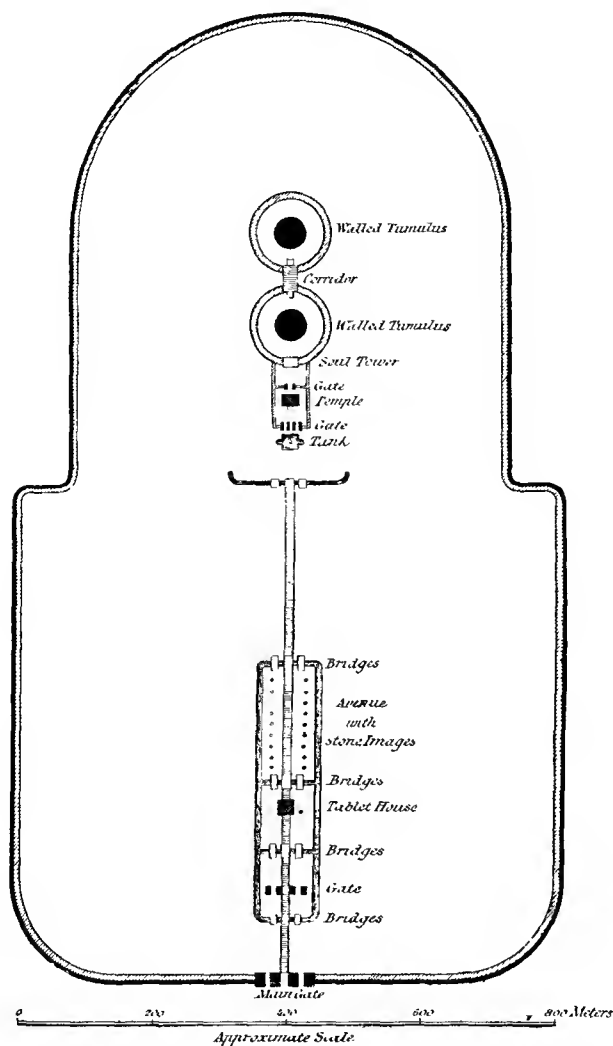 Walled Tumulus
Corridor
Walled Tumulus
Soul Tower
Gate
Temple
Gate
Tank
Bridges
Avenue
with
stone Images
Bridges
Tablet House
Bridges
Gate
Bridges
Main Gate
0 200 400 600 800 Meters
Approximate Scale.